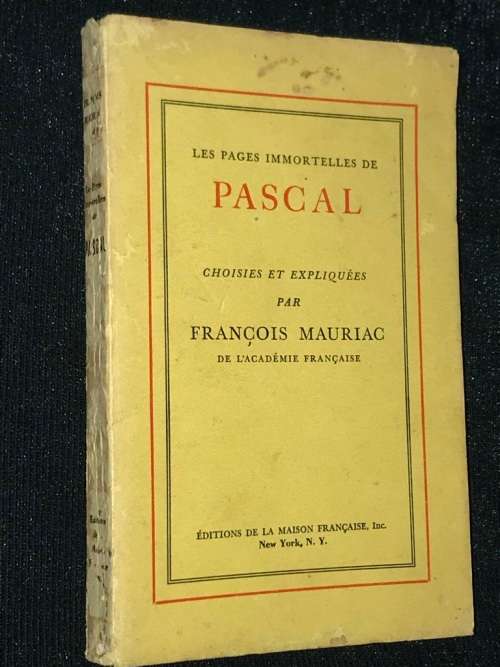 LES PAGES IMMORTELLES DE
PASCAL
CHOISIES ET EXPLIQUÉES
PAR
FRANÇOIS MAURIAC
DE L'ACADÉMIE FRANÇAISE
ÉDITIONS DE LA MAISON FRANÇAISE, Inc.
New York, N. Y.